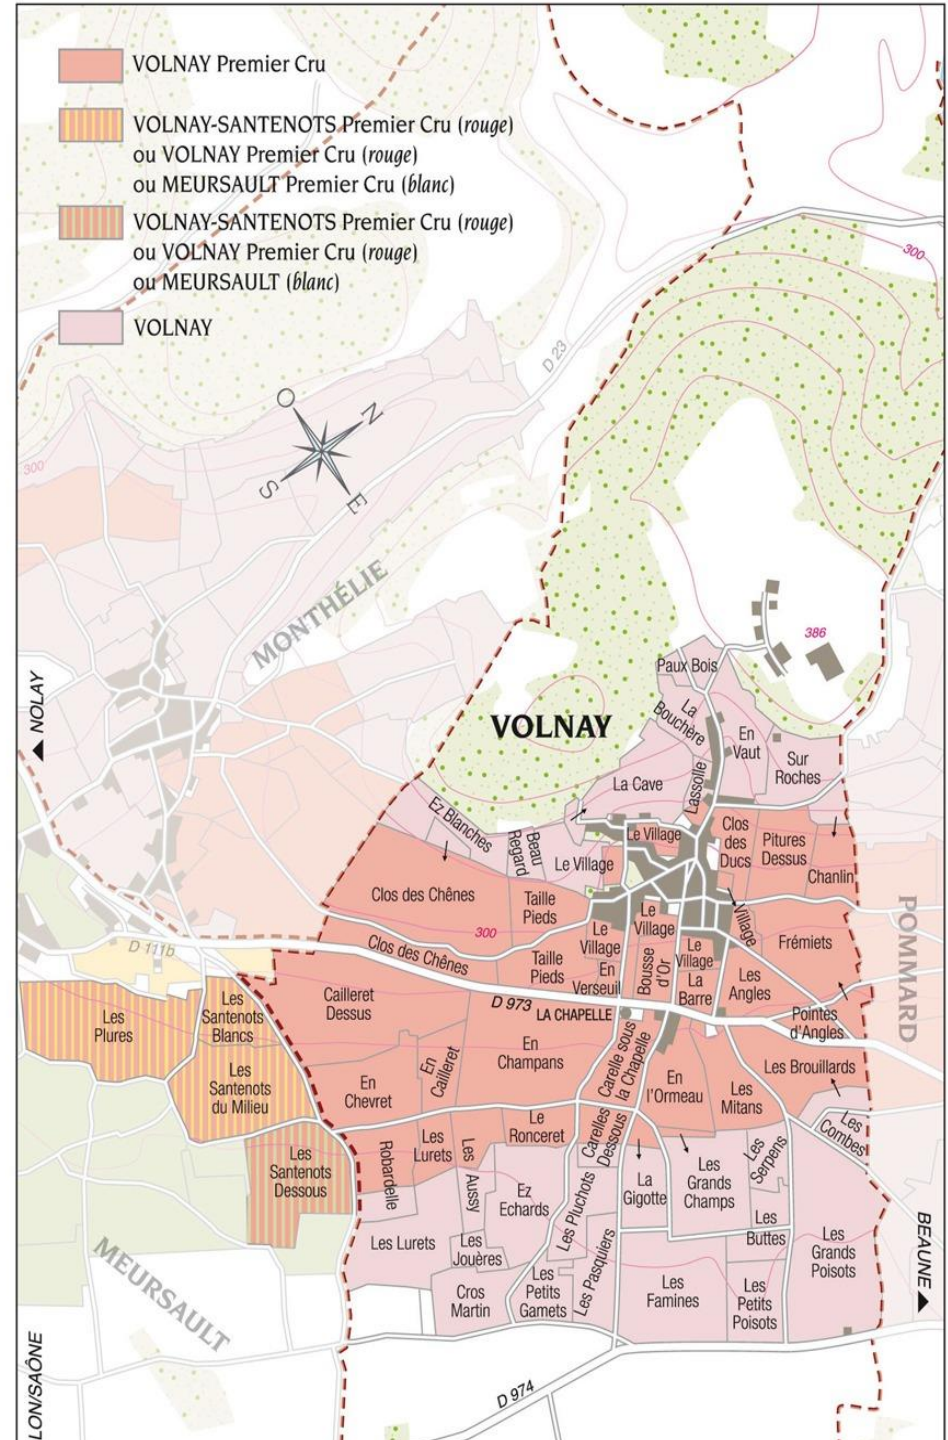 VOLNAY Premier Cru
VOLNAY-SANTENOTS Premier Cru (rouge)
ou VOLNAY Premier Cru (rouge)
ou MEURSAULT Premier Cru (blanc)
VOLNAY-SANTENOTS Premier Cru (rouge)
ou VOLNAY Premier Cru (rouge)
ou MEURSAULT (blanc)
VOLNAY
300
D 23
O
N
S
E
300
MONTHÉLIE
386
NOLAY
VOLNAY
Paux Bois
La
Bouchère
En
Vaut
Sur
Roches
La Cave
Lassolle
Ez Blanches
Beau
Regard
Le Village
Le Village
Clos
des
Ducs
Pitures
Dessus
Chanlin
Clos des Chênes
Taille
Pieds
300
Le
Village
Le
Village
Village
Frémiets
POMMARD
D 111b
Clos des Chênes
Taille
Pieds
En
Verseuil
Bousse
d'Or
Le
Village
La
Barre
Les
Angles
Pointes
d'Angles
D 973
LA CHAPELLE
Les
Plures
Les
Santenots
Blancs
Cailleret
Dessus
En
Champans
Carelle sous
la Chapelle
Les Brouillards
Les
Santenots
du Milieu
En
Chevret
En
Cailleret
En
l'Ormeau
Les
Mitans
Les
Combes
Les
Santenots
Dessous
Robardelle
Les
Lurets
Les
Aussy
Le
Ronceret
Carelles
Dessous
La
Gigotte
Les
Grands
Champs
Les
Serpens
Ez
Echards
Les Pluchots
Les
Buttes
Les
Grands
Poisots
Les Lurets
Les
Jouères
Les Pasquiers
Cros
Martin
Les
Petits
Gamets
Les
Famines
Les
Petits
Poisots
BEAUNE
MEURSAULT
LON/SAÔNE
D 974